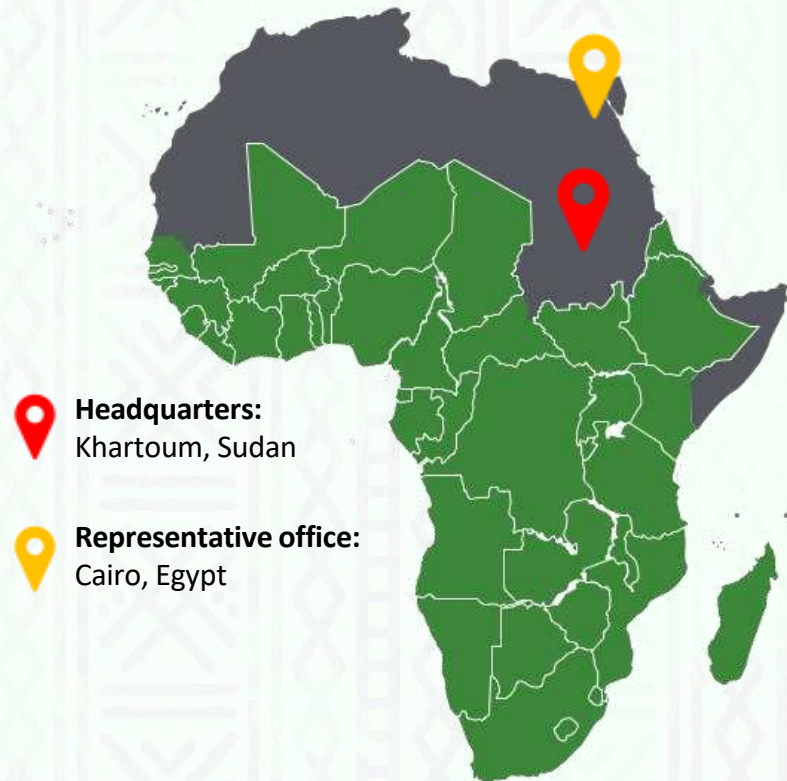 Headquarters:
Khartoum, Sudan
Representative office:
Cairo, Egypt